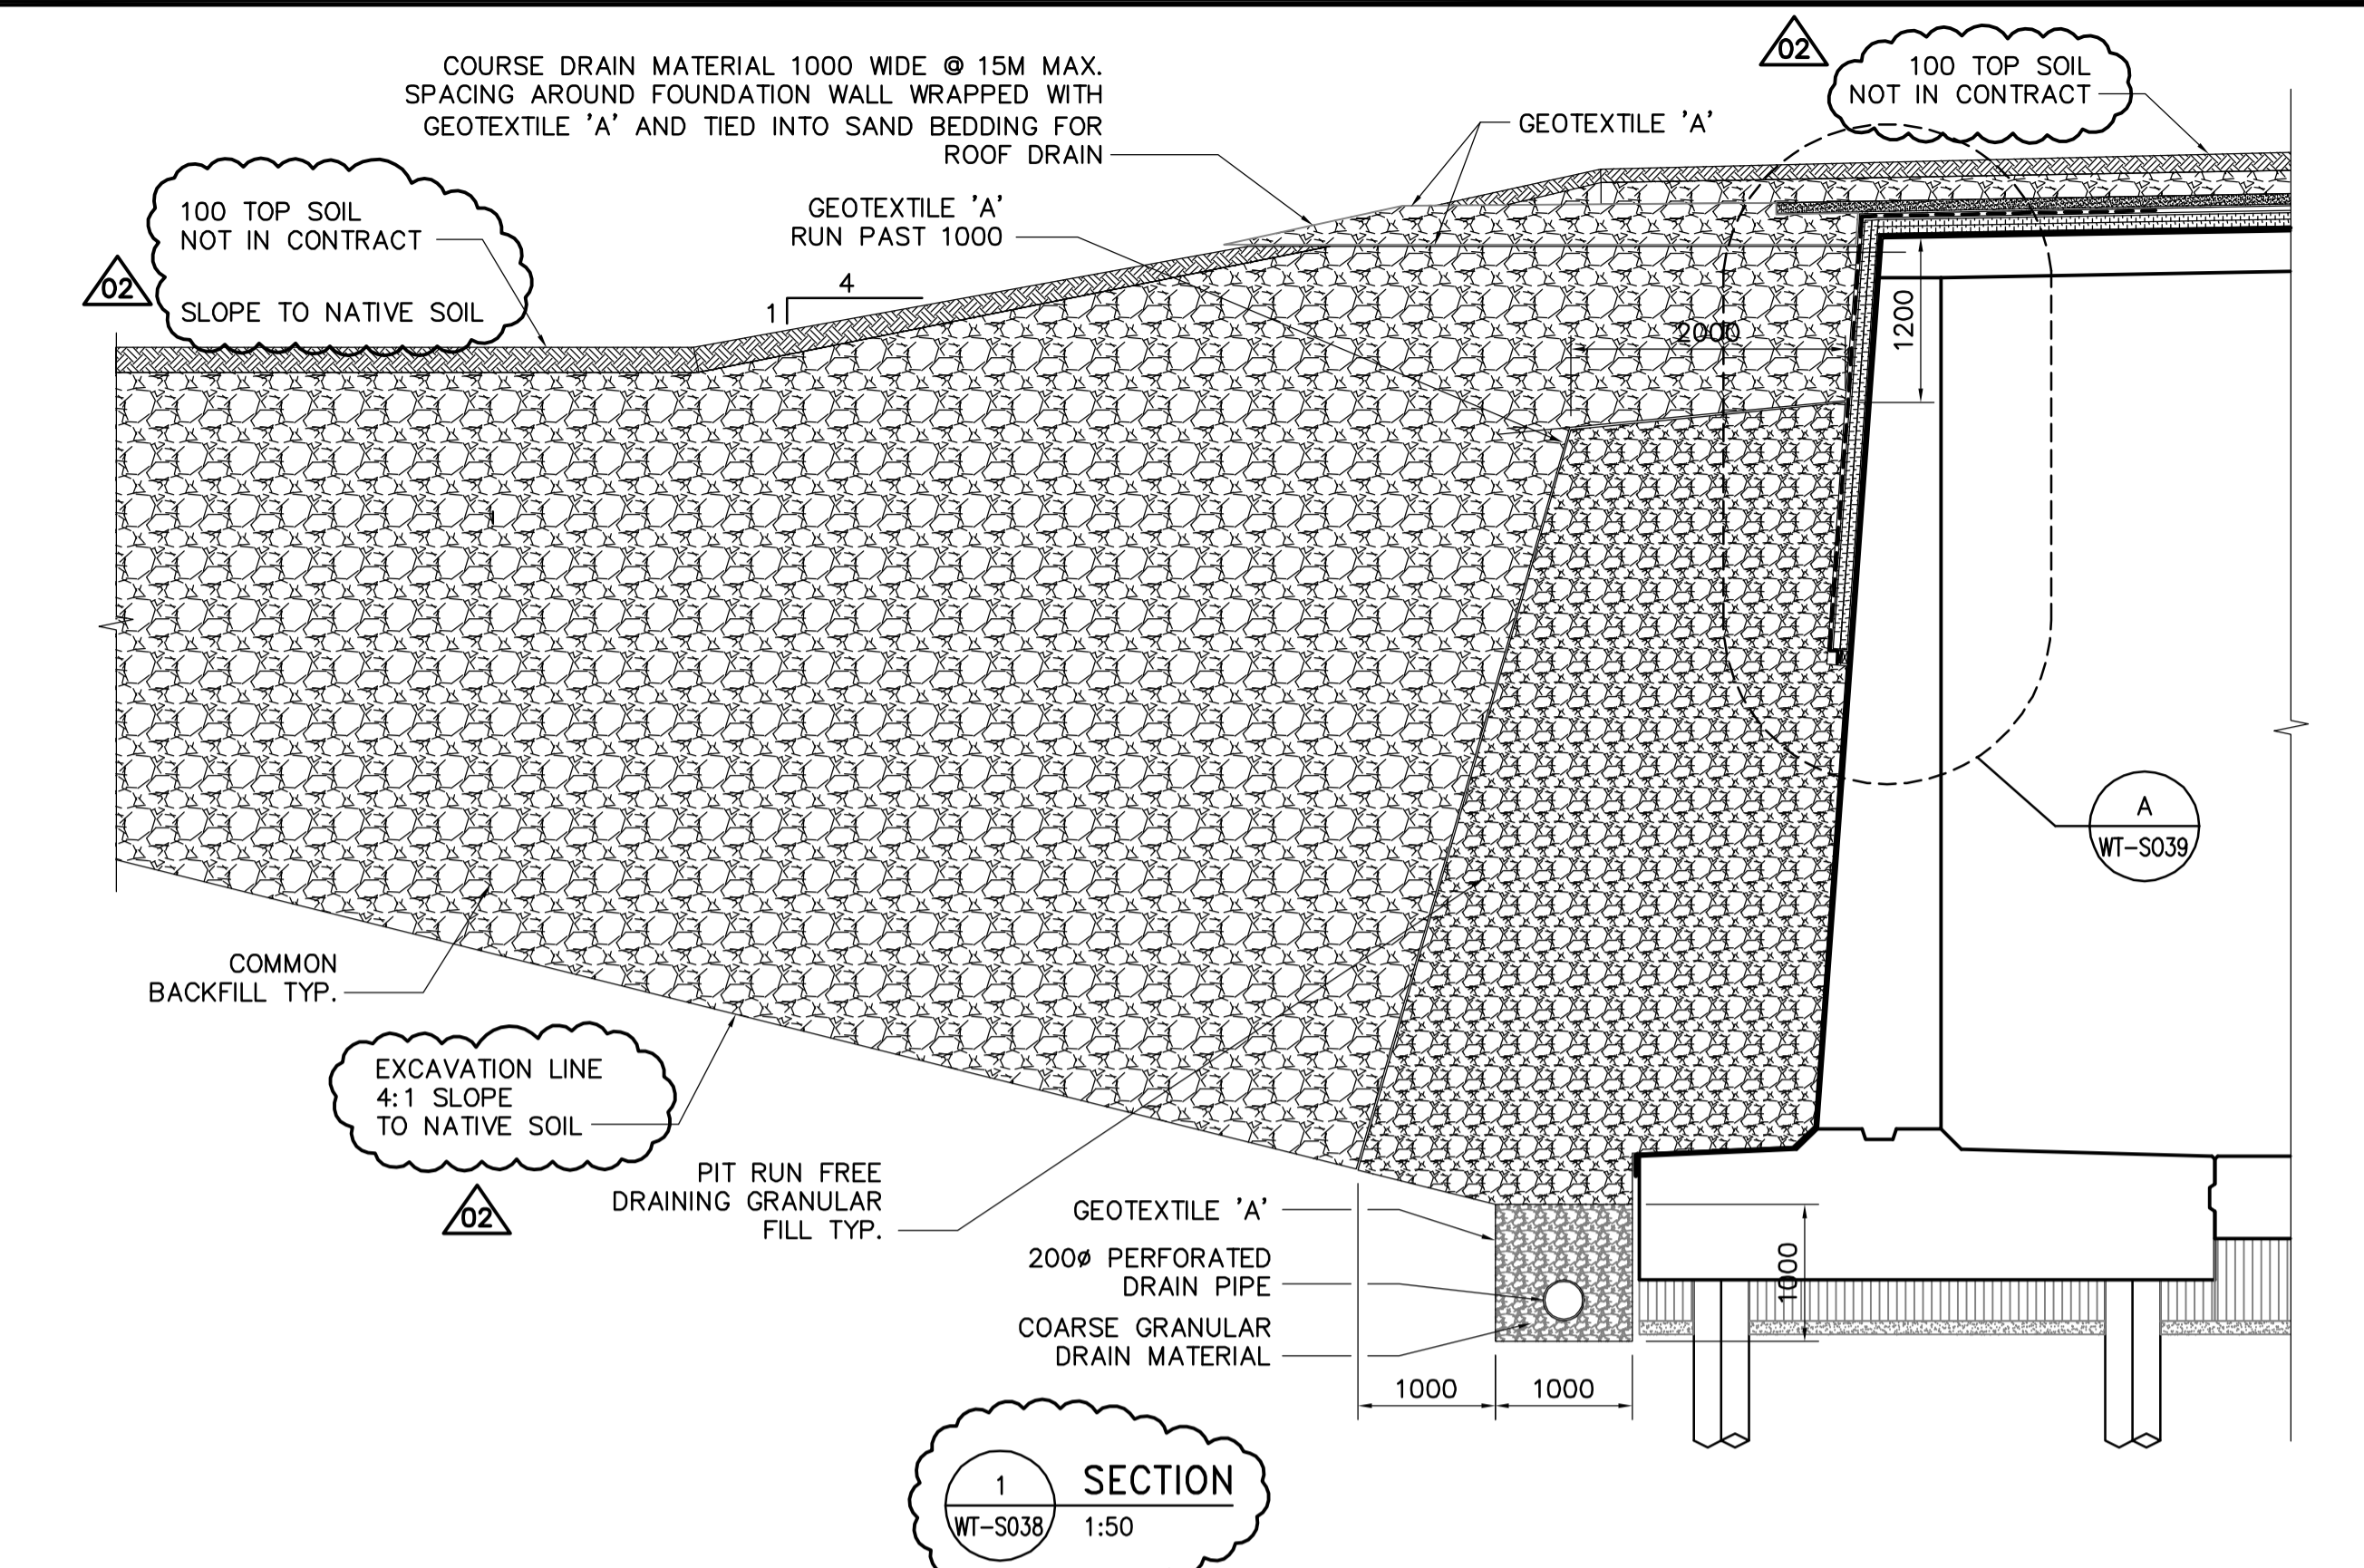 COURSE DRAIN MATERIAL 1000 WIDE @ 15M MAX.
SPACING AROUND FOUNDATION WALL WRAPPED WITH
GEOTEXTILE 'A' AND TIED INTO SAND BEDDING FOR
ROOF DRAIN
02
100 TOP SOIL
NOT IN CONTRACT
GEOTEXTILE 'A'
100 TOP SOIL
NOT IN CONTRACT
SLOPE TO NATIVE SOIL
02
GEOTEXTILE 'A'
RUN PAST 1000
4
1
2000
1200
A
WT-S039
COMMON
BACKFILL TYP.
EXCAVATION LINE
4:1 SLOPE
TO NATIVE SOIL
02
PIT RUN FREE
DRAINING GRANULAR
FILL TYP.
GEOTEXTILE 'A'
200ø PERFORATED
DRAIN PIPE
COARSE GRANULAR
DRAIN MATERIAL
1000
1000
1000
1
WT-S038
SECTION
1:50